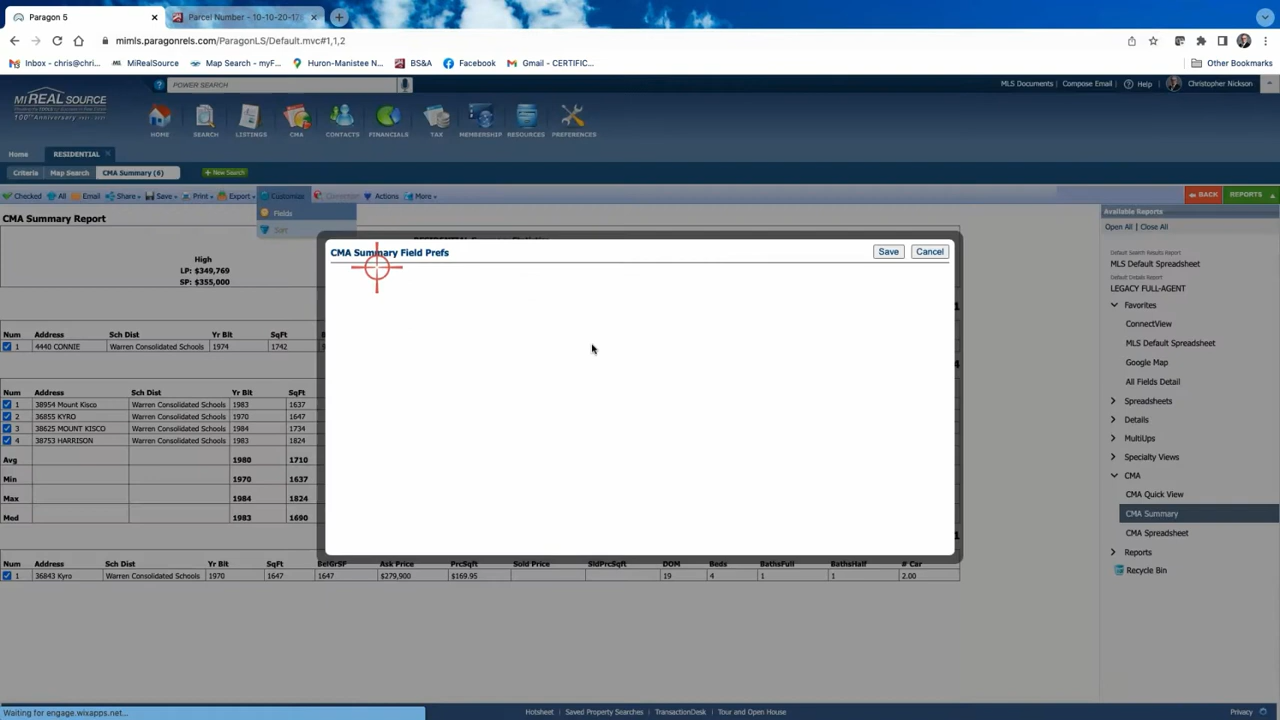 Paragon 5
Parcel Number - 10-10-20-178
mimls.paragonrels.com/ParagonLS/Default.mvc#1,1,2
Inbox - chris@chri...
MiRealSource
Map Search - myF...
Huron-Manistee N...
BS&A
Facebook
Gmail - CERTIFIC...
Other Bookmarks
MiREALSOURCE
100th Anniversary
POWER SEARCH
MLS Documents
Compose Email
Help
Christopher Nickson
HOME
SEARCH
LISTINGS
CMA
CONTACTS
FINANCIALS
TAX
MEMBERSHIP
RESOURCES
PREFERENCES
Home
RESIDENTIAL
Criteria
Map Search
CMA Summary (6)
+ New Search
Checked
All
Email
Share
Save
Print
Export
Customize
Correction
Actions
More
BACK
REPORTS
Fields
Sort
CMA Summary Report
High
LP: $349,769
SP: $355,000
CMA Summary Field Prefs
Save
Cancel
Num Address Sch Dist Yr Blt SqFt
1 4440 CONNIE Warren Consolidated Schools 1974 1742
Num Address Sch Dist Yr Blt SqFt
1 38954 Mount Kisco Warren Consolidated Schools 1983 1637
2 36855 KYRO Warren Consolidated Schools 1970 1647
3 38625 MOUNT KISCO Warren Consolidated Schools 1984 1734
4 38753 HARRISON Warren Consolidated Schools 1983 1824
Avg 1980 1710
Min 1970 1637
Max 1984 1824
Med 1983 1690
Num Address Sch Dist Yr Blt SqFt BelGrSF Ask Price PrcSqft Sold Price SldPrcSqft DOM Beds BathsFull BathsHalf # Car
1 36843 Kyro Warren Consolidated Schools 1970 1647 1647 $279,900 $169.95 19 4 1 1 2.00
Available Reports
Open All | Close All
Default Search Results Report
MLS Default Spreadsheet
Default Details Report
LEGACY FULL-AGENT
Favorites
ConnectView
MLS Default Spreadsheet
Google Map
All Fields Detail
Spreadsheets
Details
MultiUps
Specialty Views
CMA
CMA Quick View
CMA Summary
CMA Spreadsheet
Reports
Recycle Bin
Waiting for engage.wixapps.net...
Hotsheet
Saved Property Searches
TransactionDesk
Tour and Open House
Privacy